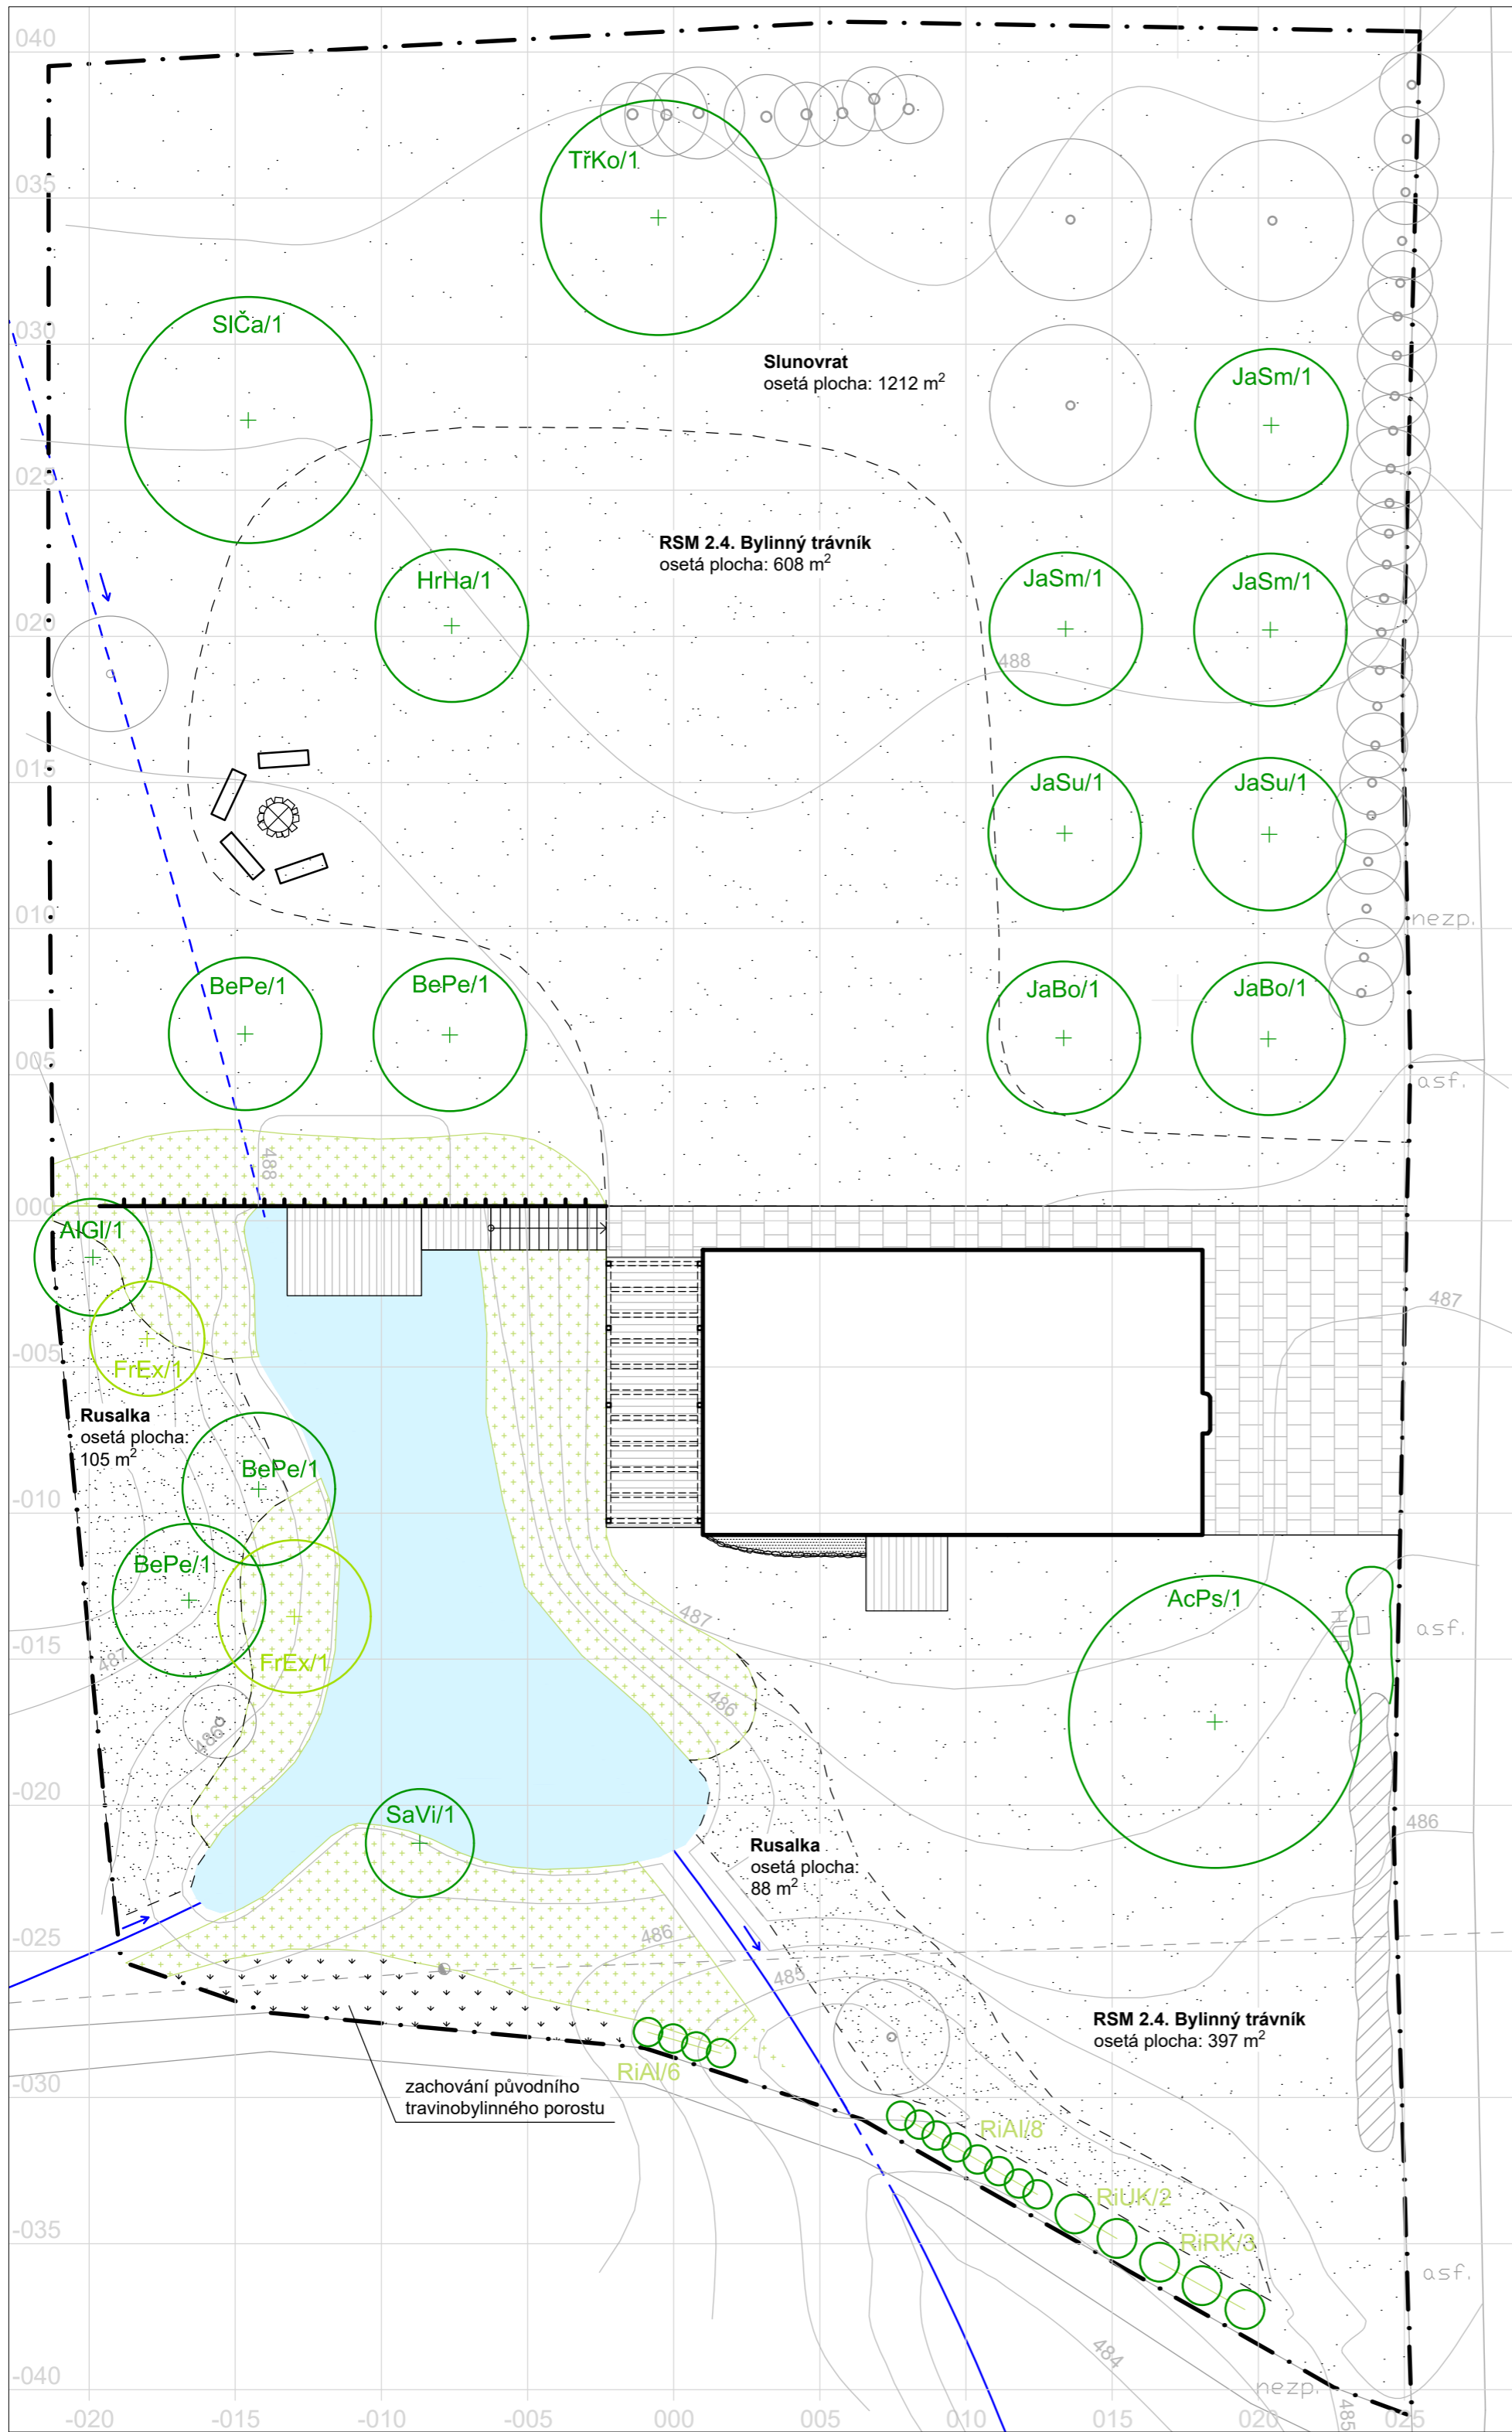 040
TřKo/1
035
SlČa/1
030
Slunovrat
osetá plocha: 1212 m²
JaSm/1
025
RSM 2.4. Bylinný trávník
osetá plocha: 608 m²
HrHa/1
JaSm/1
JaSm/1
020
488
015
JaSu/1
JaSu/1
010
nezp.
BePe/1
BePe/1
JaBo/1
JaBo/1
005
asf.
488
000
AlGl/1
487
-005
FrEx/1
Rusalka
osetá plocha:
105 m²
BePe/1
-010
BePe/1
AcPs/1
487
HUP
asf.
-015
487
FrEx/1
486
486
-020
SaVi/1
486
Rusalka
osetá plocha:
88 m²
-025
486
485
RSM 2.4. Bylinný trávník
osetá plocha: 397 m²
-030
RiAl/6
zachování původního
travinobylinného porostu
RiAl/8
RiUK/2
-035
RiRK/3
asf.
484
-040
nezp.
485
-020
-015
-010
-005
000
005
010
015
020
025